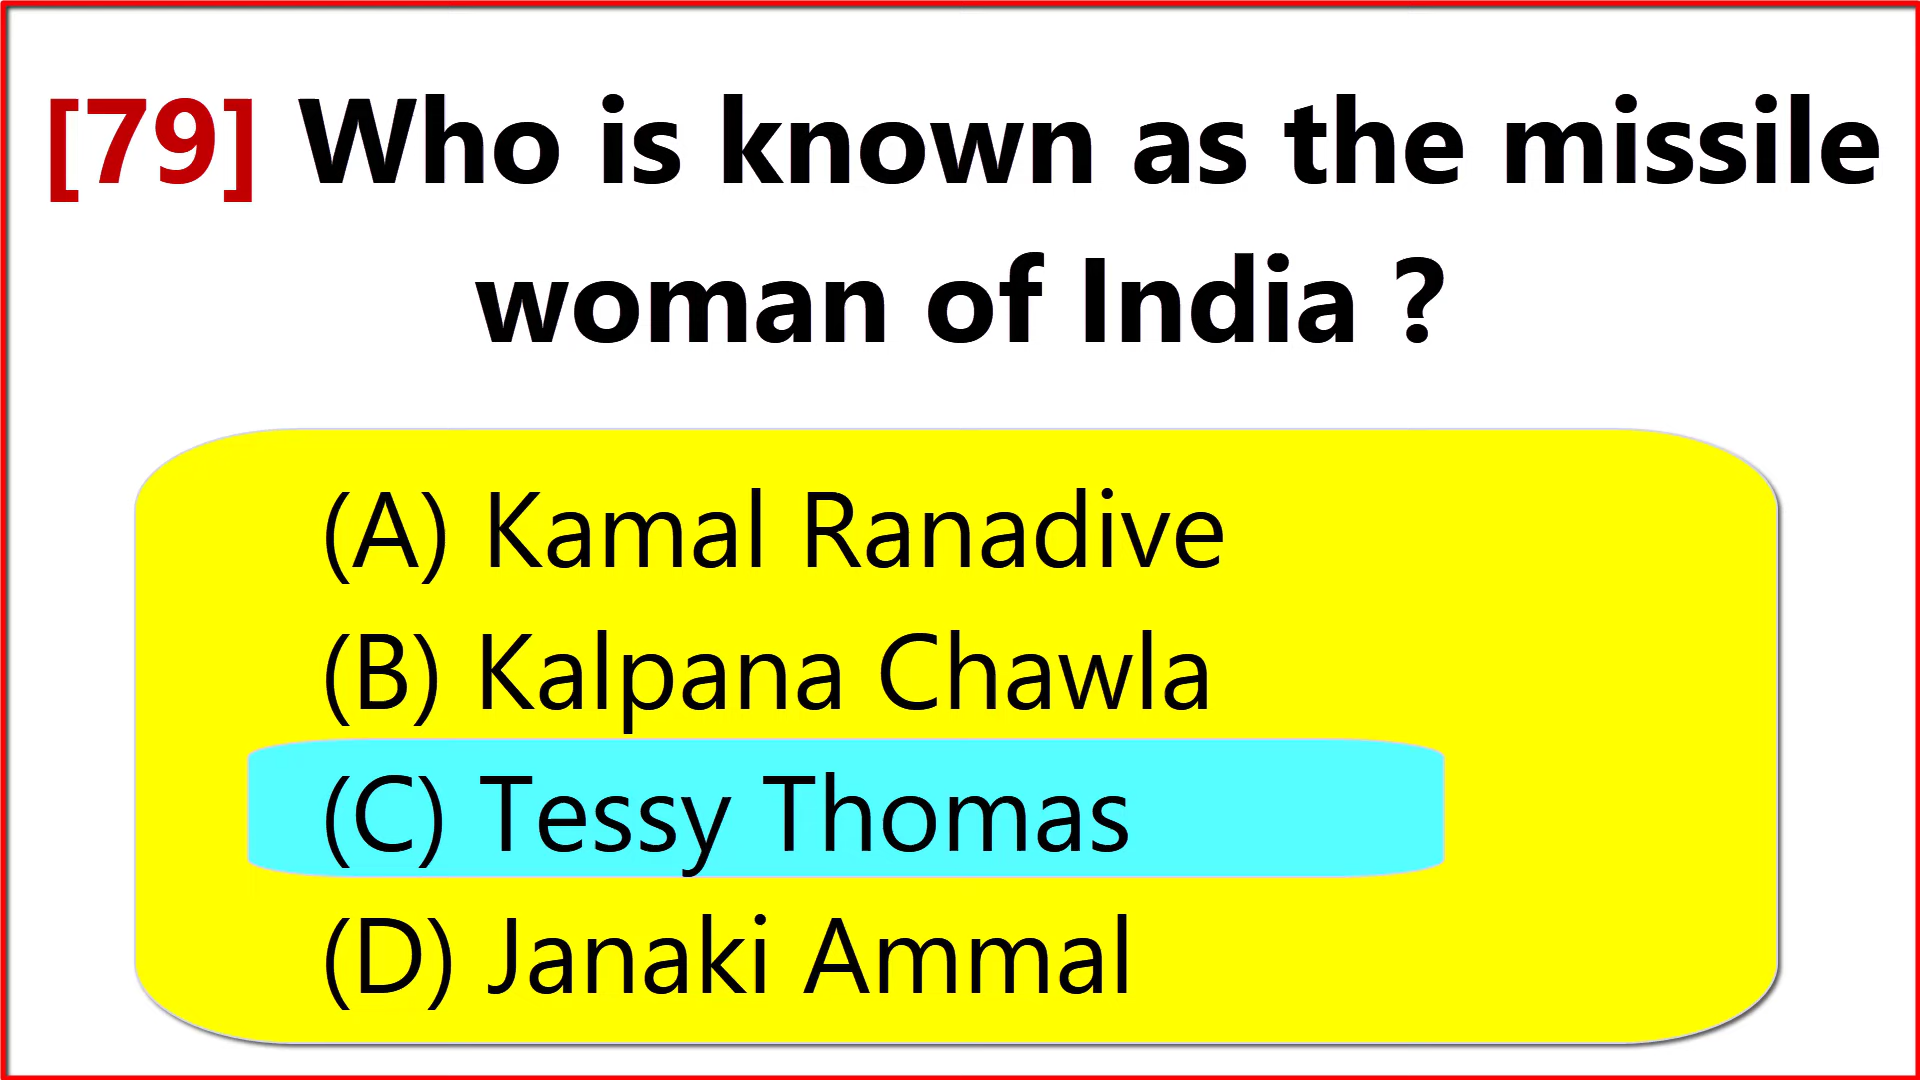 [79] Who is known as the missile
woman of India ?
(A) Kamal Ranadive
(B) Kalpana Chawla
(C) Tessy Thomas
(D) Janaki Ammal